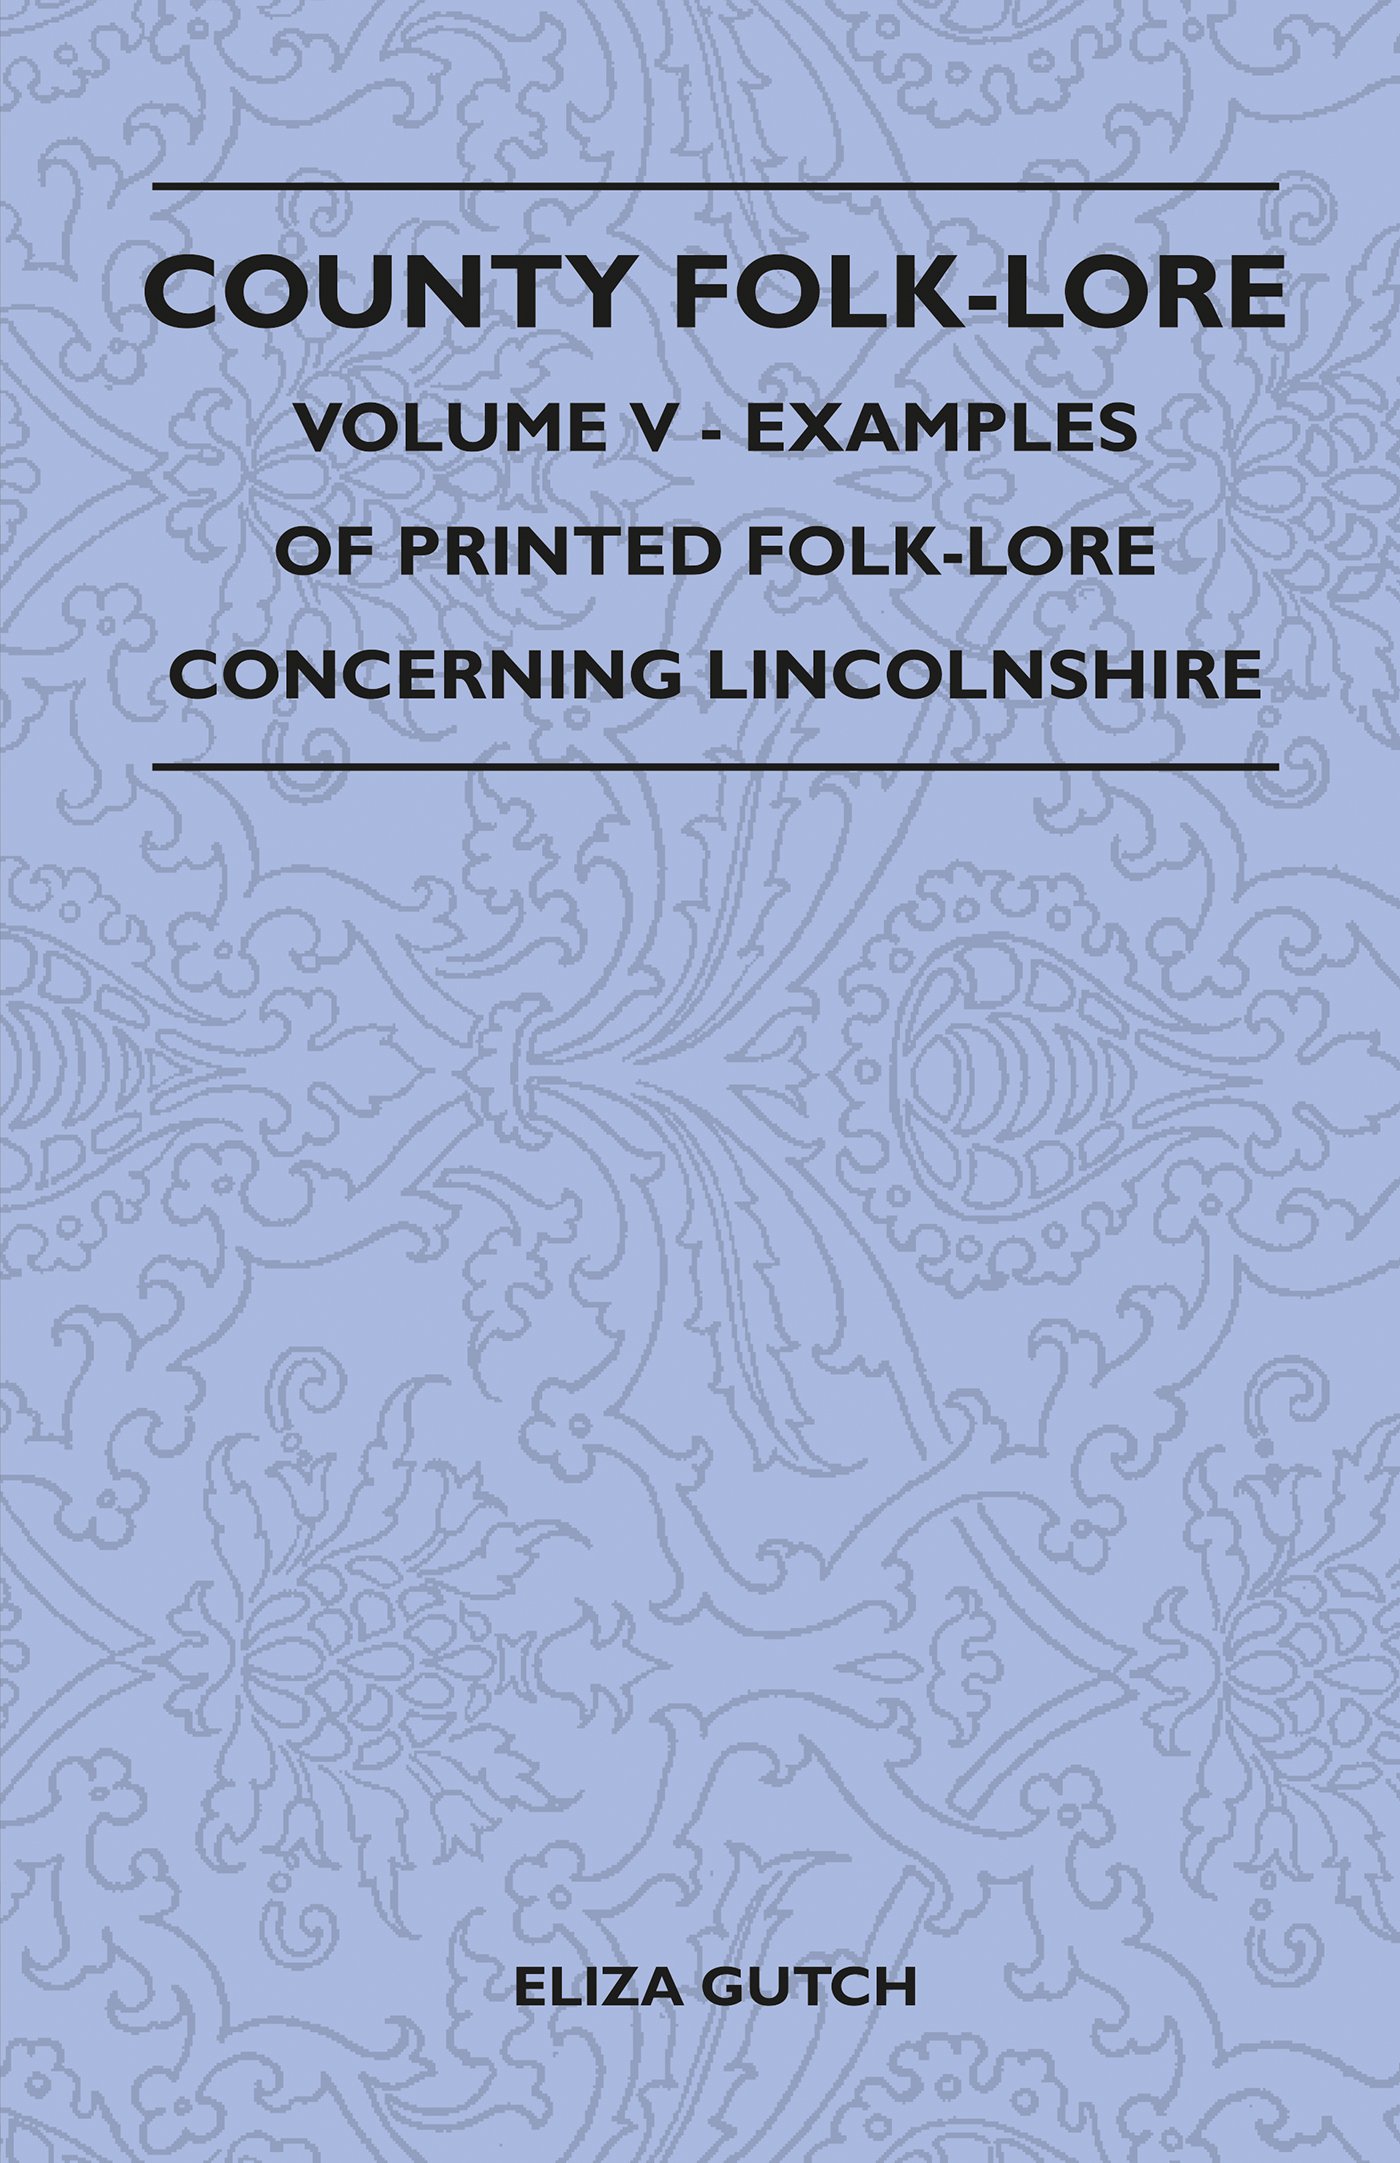 COUNTY FOLK-LORE
VOLUME V - EXAMPLES
OF PRINTED FOLK-LORE
CONCERNING LINCOLNSHIRE
ELIZA GUTCH